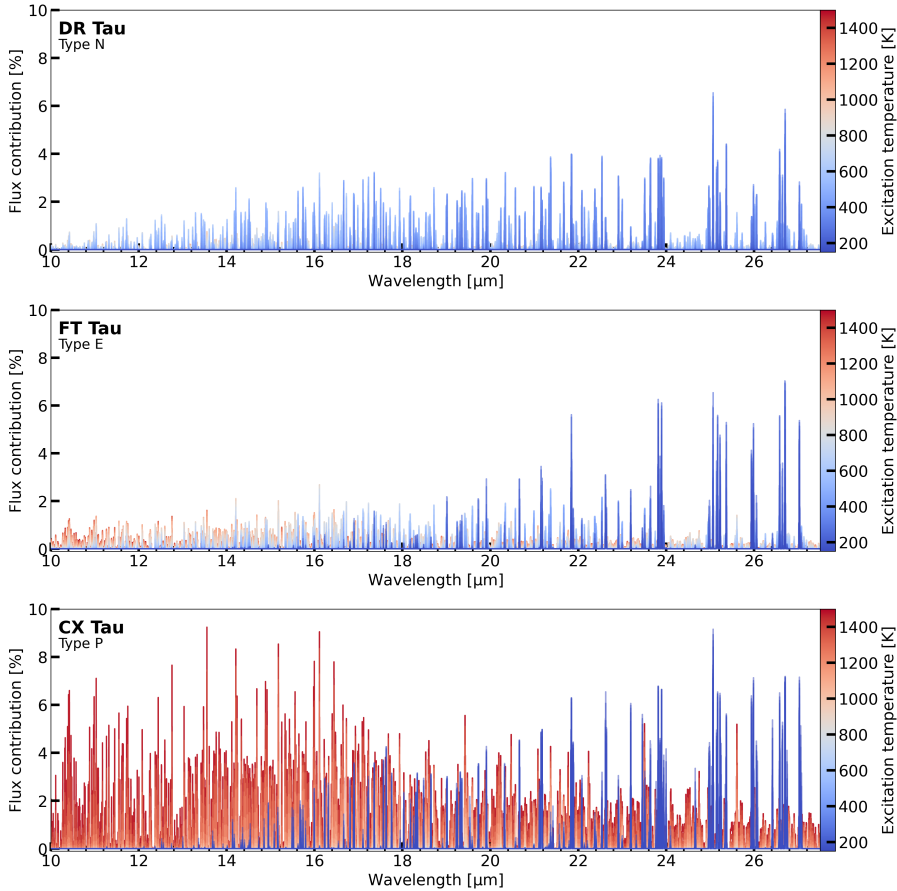 DR Tau
Type N
Flux contribution [%]
10
8
6
4
2
0
10 12 14 16 18 20 22 24 26
Wavelength [µm]
1400
1200
1000
800
600
400
200
Excitation temperature [K]
FT Tau
Type E
Flux contribution [%]
10
8
6
4
2
0
10 12 14 16 18 20 22 24 26
Wavelength [µm]
1400
1200
1000
800
600
400
200
Excitation temperature [K]
CX Tau
Type P
Flux contribution [%]
10
8
6
4
2
0
10 12 14 16 18 20 22 24 26
Wavelength [µm]
1400
1200
1000
800
600
400
200
Excitation temperature [K]